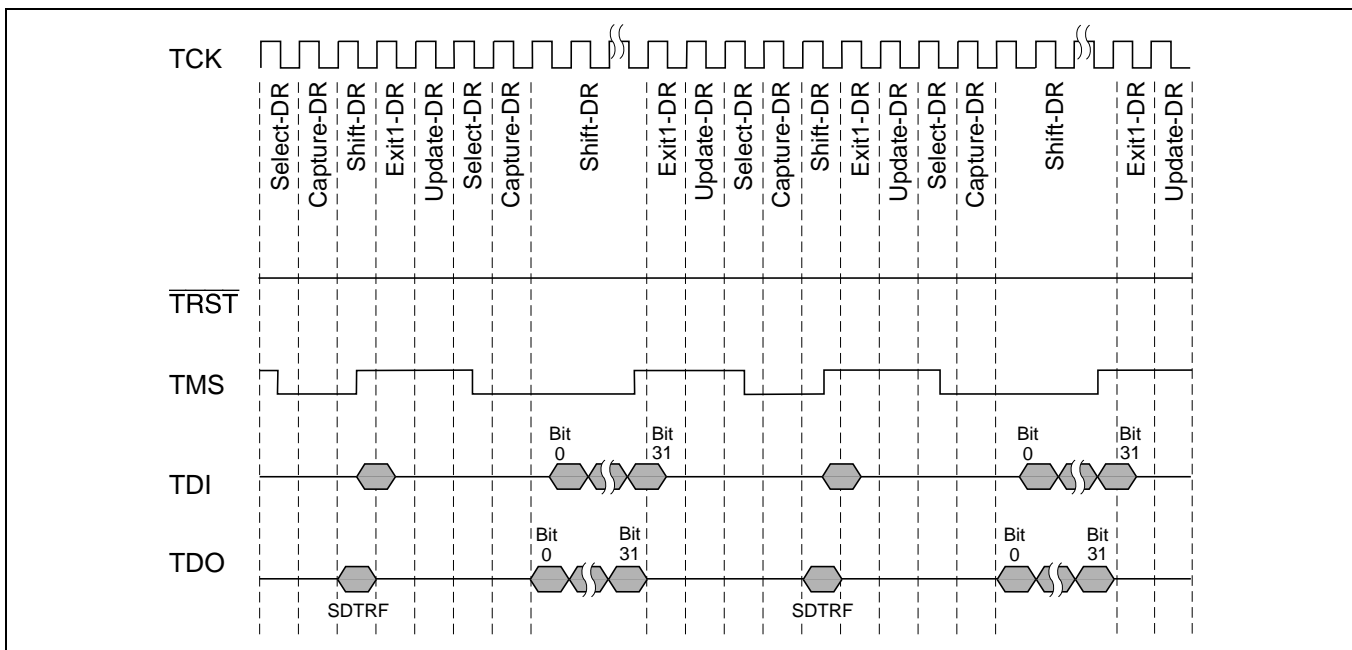 TCK
Select-DR
Capture-DR
Shift-DR
Exit1-DR
Update-DR
Select-DR
Capture-DR
Shift-DR
Exit1-DR
Update-DR
Select-DR
Capture-DR
Shift-DR
Exit1-DR
Update-DR
Select-DR
Capture-DR
Shift-DR
Exit1-DR
Update-DR
TRST
TMS
TDI
Bit
0
Bit
31
Bit
0
Bit
31
TDO
Bit
0
Bit
31
Bit
0
Bit
31
SDTRF
SDTRF